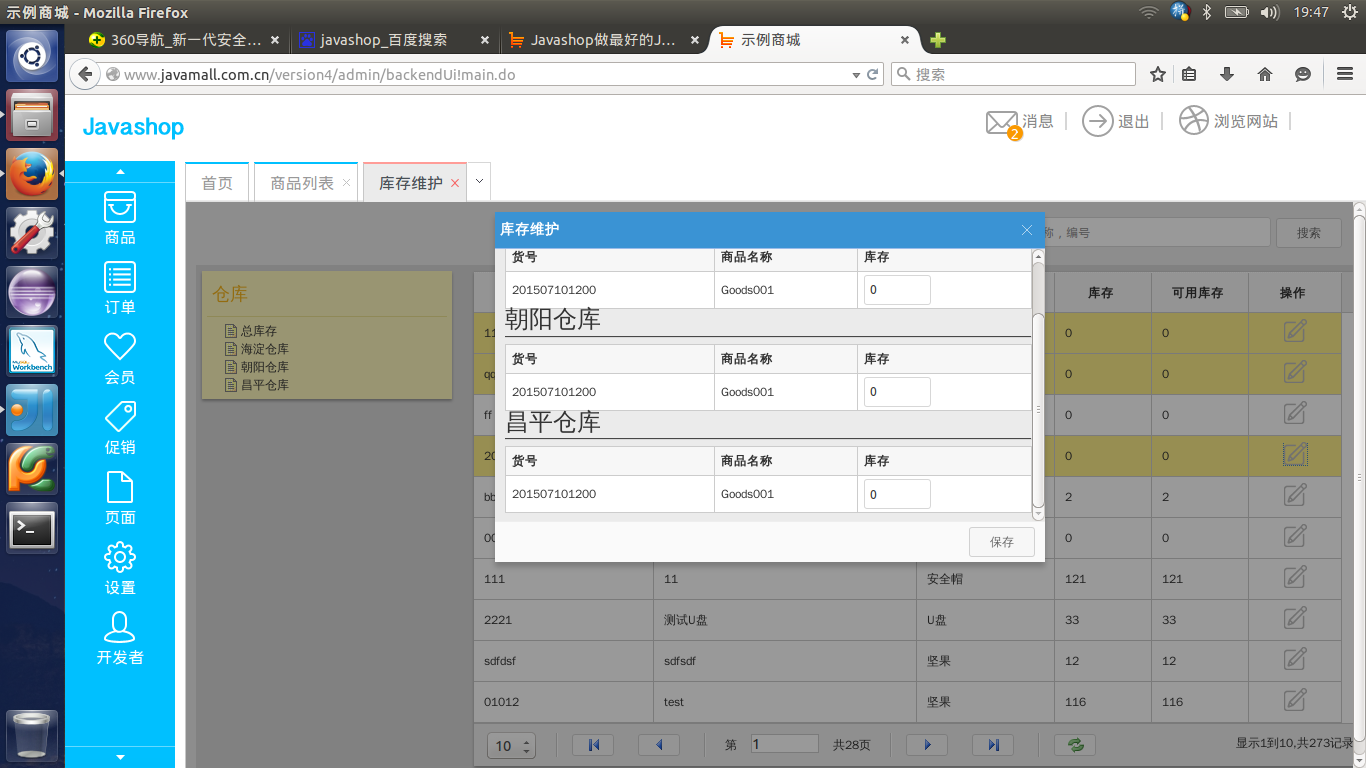 示例商城 - Mozilla Firefox
19:47
360导航_新一代安全...
javashop_百度搜索
Javashop做最好的J...
示例商城
www.javamall.com.cn/version4/admin/backendUi!main.do
搜索
Javashop
2
消息
退出
浏览网站
首页
商品列表
库存维护
商品
订单
会员
促销
页面
设置
开发者
称，编号
搜索
仓库
总库存
海淀仓库
朝阳仓库
昌平仓库
库存维护
货号 商品名称 库存
201507101200 Goods001 0
朝阳仓库
货号 商品名称 库存
201507101200 Goods001 0
昌平仓库
货号 商品名称 库存
201507101200 Goods001 0
保存
库存 可用库存 操作
11 0 0
qq 0 0
ff 0 0
20 0 0
bb 2 2
00 0 0
111 11 安全帽 121 121
2221 测试U盘 U盘 33 33
sdfdsf sdfsdf 坚果 12 12
01012 test 坚果 116 116
10 第 1 共28页 显示1到10,共273记录